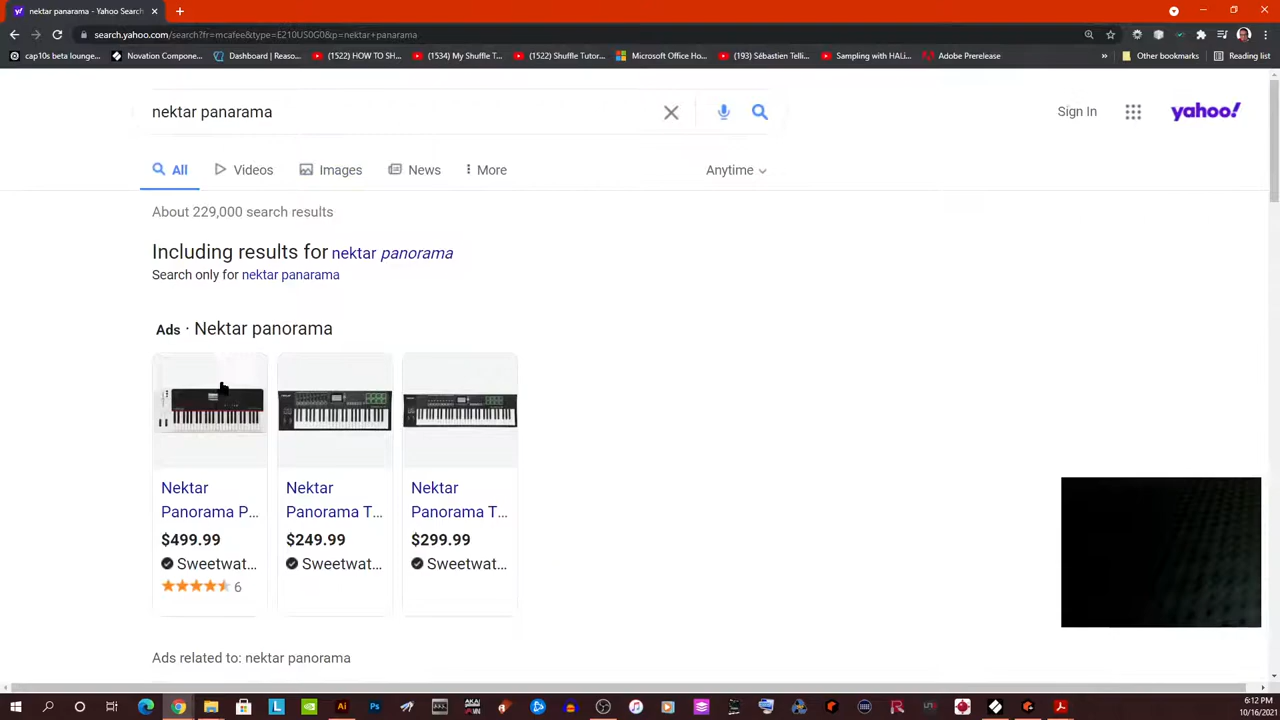 nektar panarama - Yahoo Search
search.yahoo.com/search?fr=mcafee&type=E210US0G0&p=nektar+panarama
cap10s beta lounge...
Novation Compone...
Dashboard | Reaso...
(1522) HOW TO SH...
(1534) My Shuffle T...
(1522) Shuffle Tutor...
Microsoft Office Ho...
(193) Sébastien Telli...
Sampling with HALi...
Adobe Prerelease
»
Other bookmarks
Reading list
nektar panarama
Sign In
yahoo!
All
Videos
Images
News
More
Anytime
About 229,000 search results
Including results for nektar panorama
Search only for nektar panarama
Ads · Nektar panorama
Nektar
Panorama P...
$499.99
Sweetwat...
6
Nektar
Panorama T...
$249.99
Sweetwat...
Nektar
Panorama T...
$299.99
Sweetwat...
Ads related to: nektar panorama
6:12 PM
10/16/2021